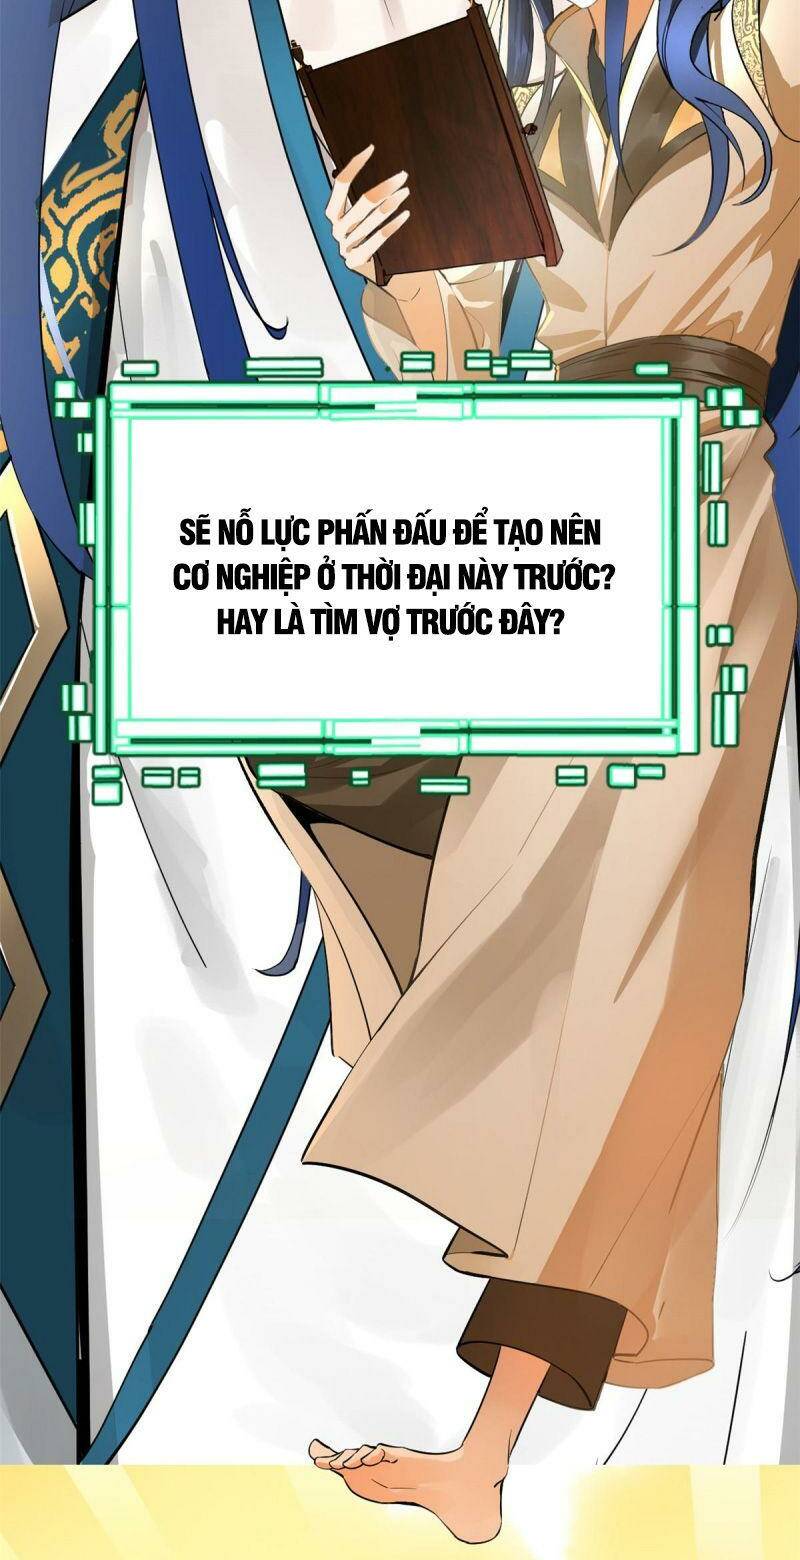 SẼ NỖ LỰC PHẤN ĐẤU ĐỂ TẠO NÊN
CƠ NGHIỆP Ở THỜI ĐẠI NÀY TRƯỚC?
HAY LÀ TÌM VỢ TRƯỚC ĐÂY?